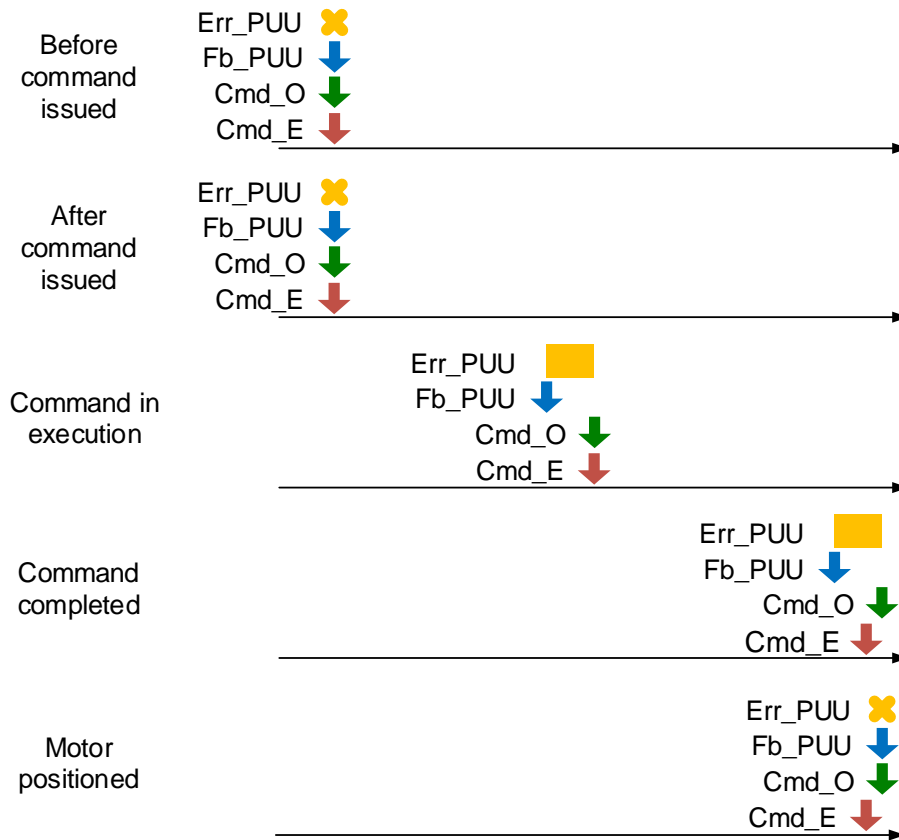 Before
command
issued
Err_PUU
Fb_PUU
Cmd_O
Cmd_E
After
command
issued
Err_PUU
Fb_PUU
Cmd_O
Cmd_E
Command in
execution
Err_PUU
Fb_PUU
Cmd_O
Cmd_E
Command
completed
Err_PUU
Fb_PUU
Cmd_O
Cmd_E
Motor
positioned
Err_PUU
Fb_PUU
Cmd_O
Cmd_E